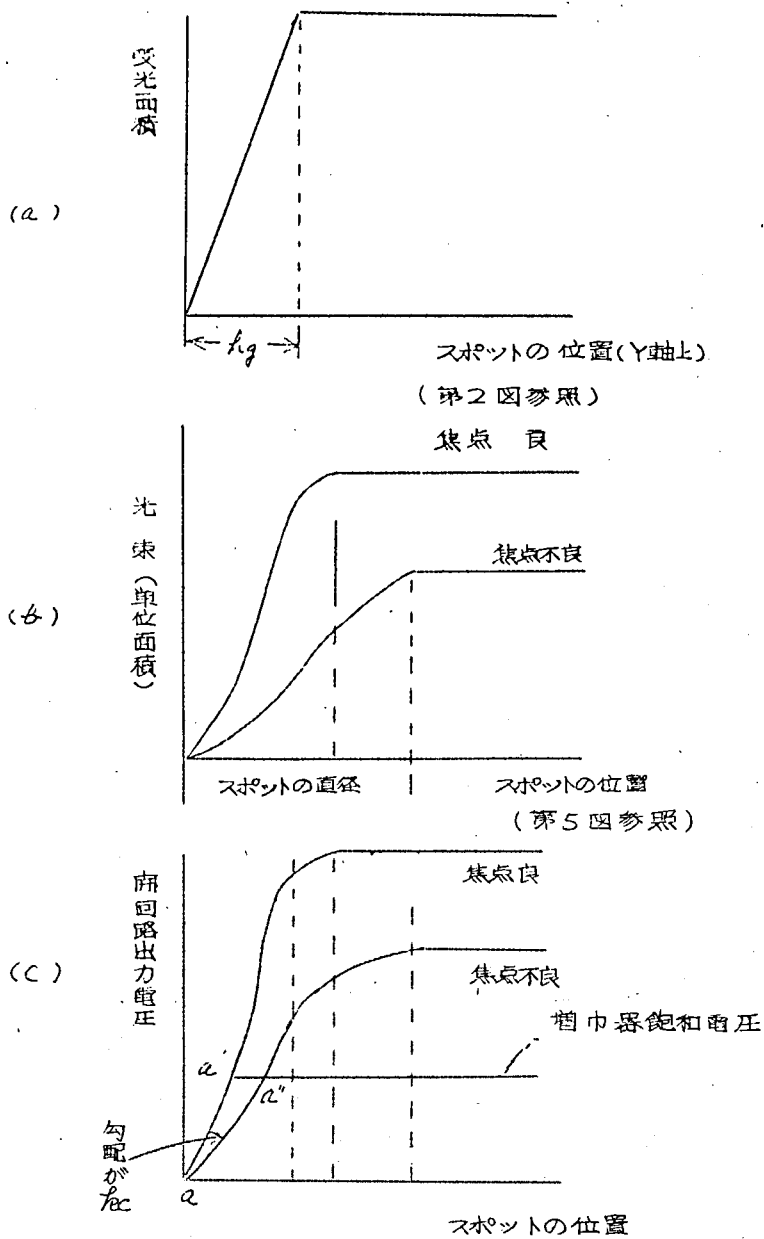 受光面積
(a)
hg
スポットの位置(Y軸上)
(第2図参照)
焦点 良
光束(単位面積)
焦点不良
(b)
スポットの直径
スポットの位置
(第5図参照)
開回路出力電圧
焦点良
(c)
焦点不良
増巾器飽和電圧
a'
a"
勾配が
a
スポットの位置